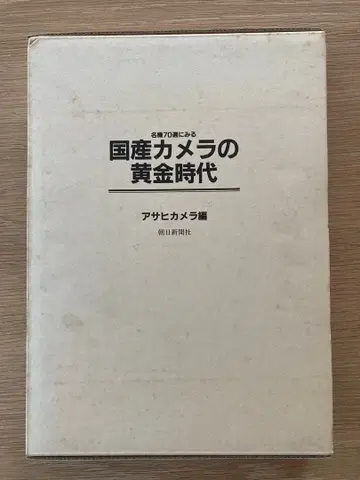 名機70選にみる
国産カメラの
黄金時代
アサヒカメラ編
朝日新聞社